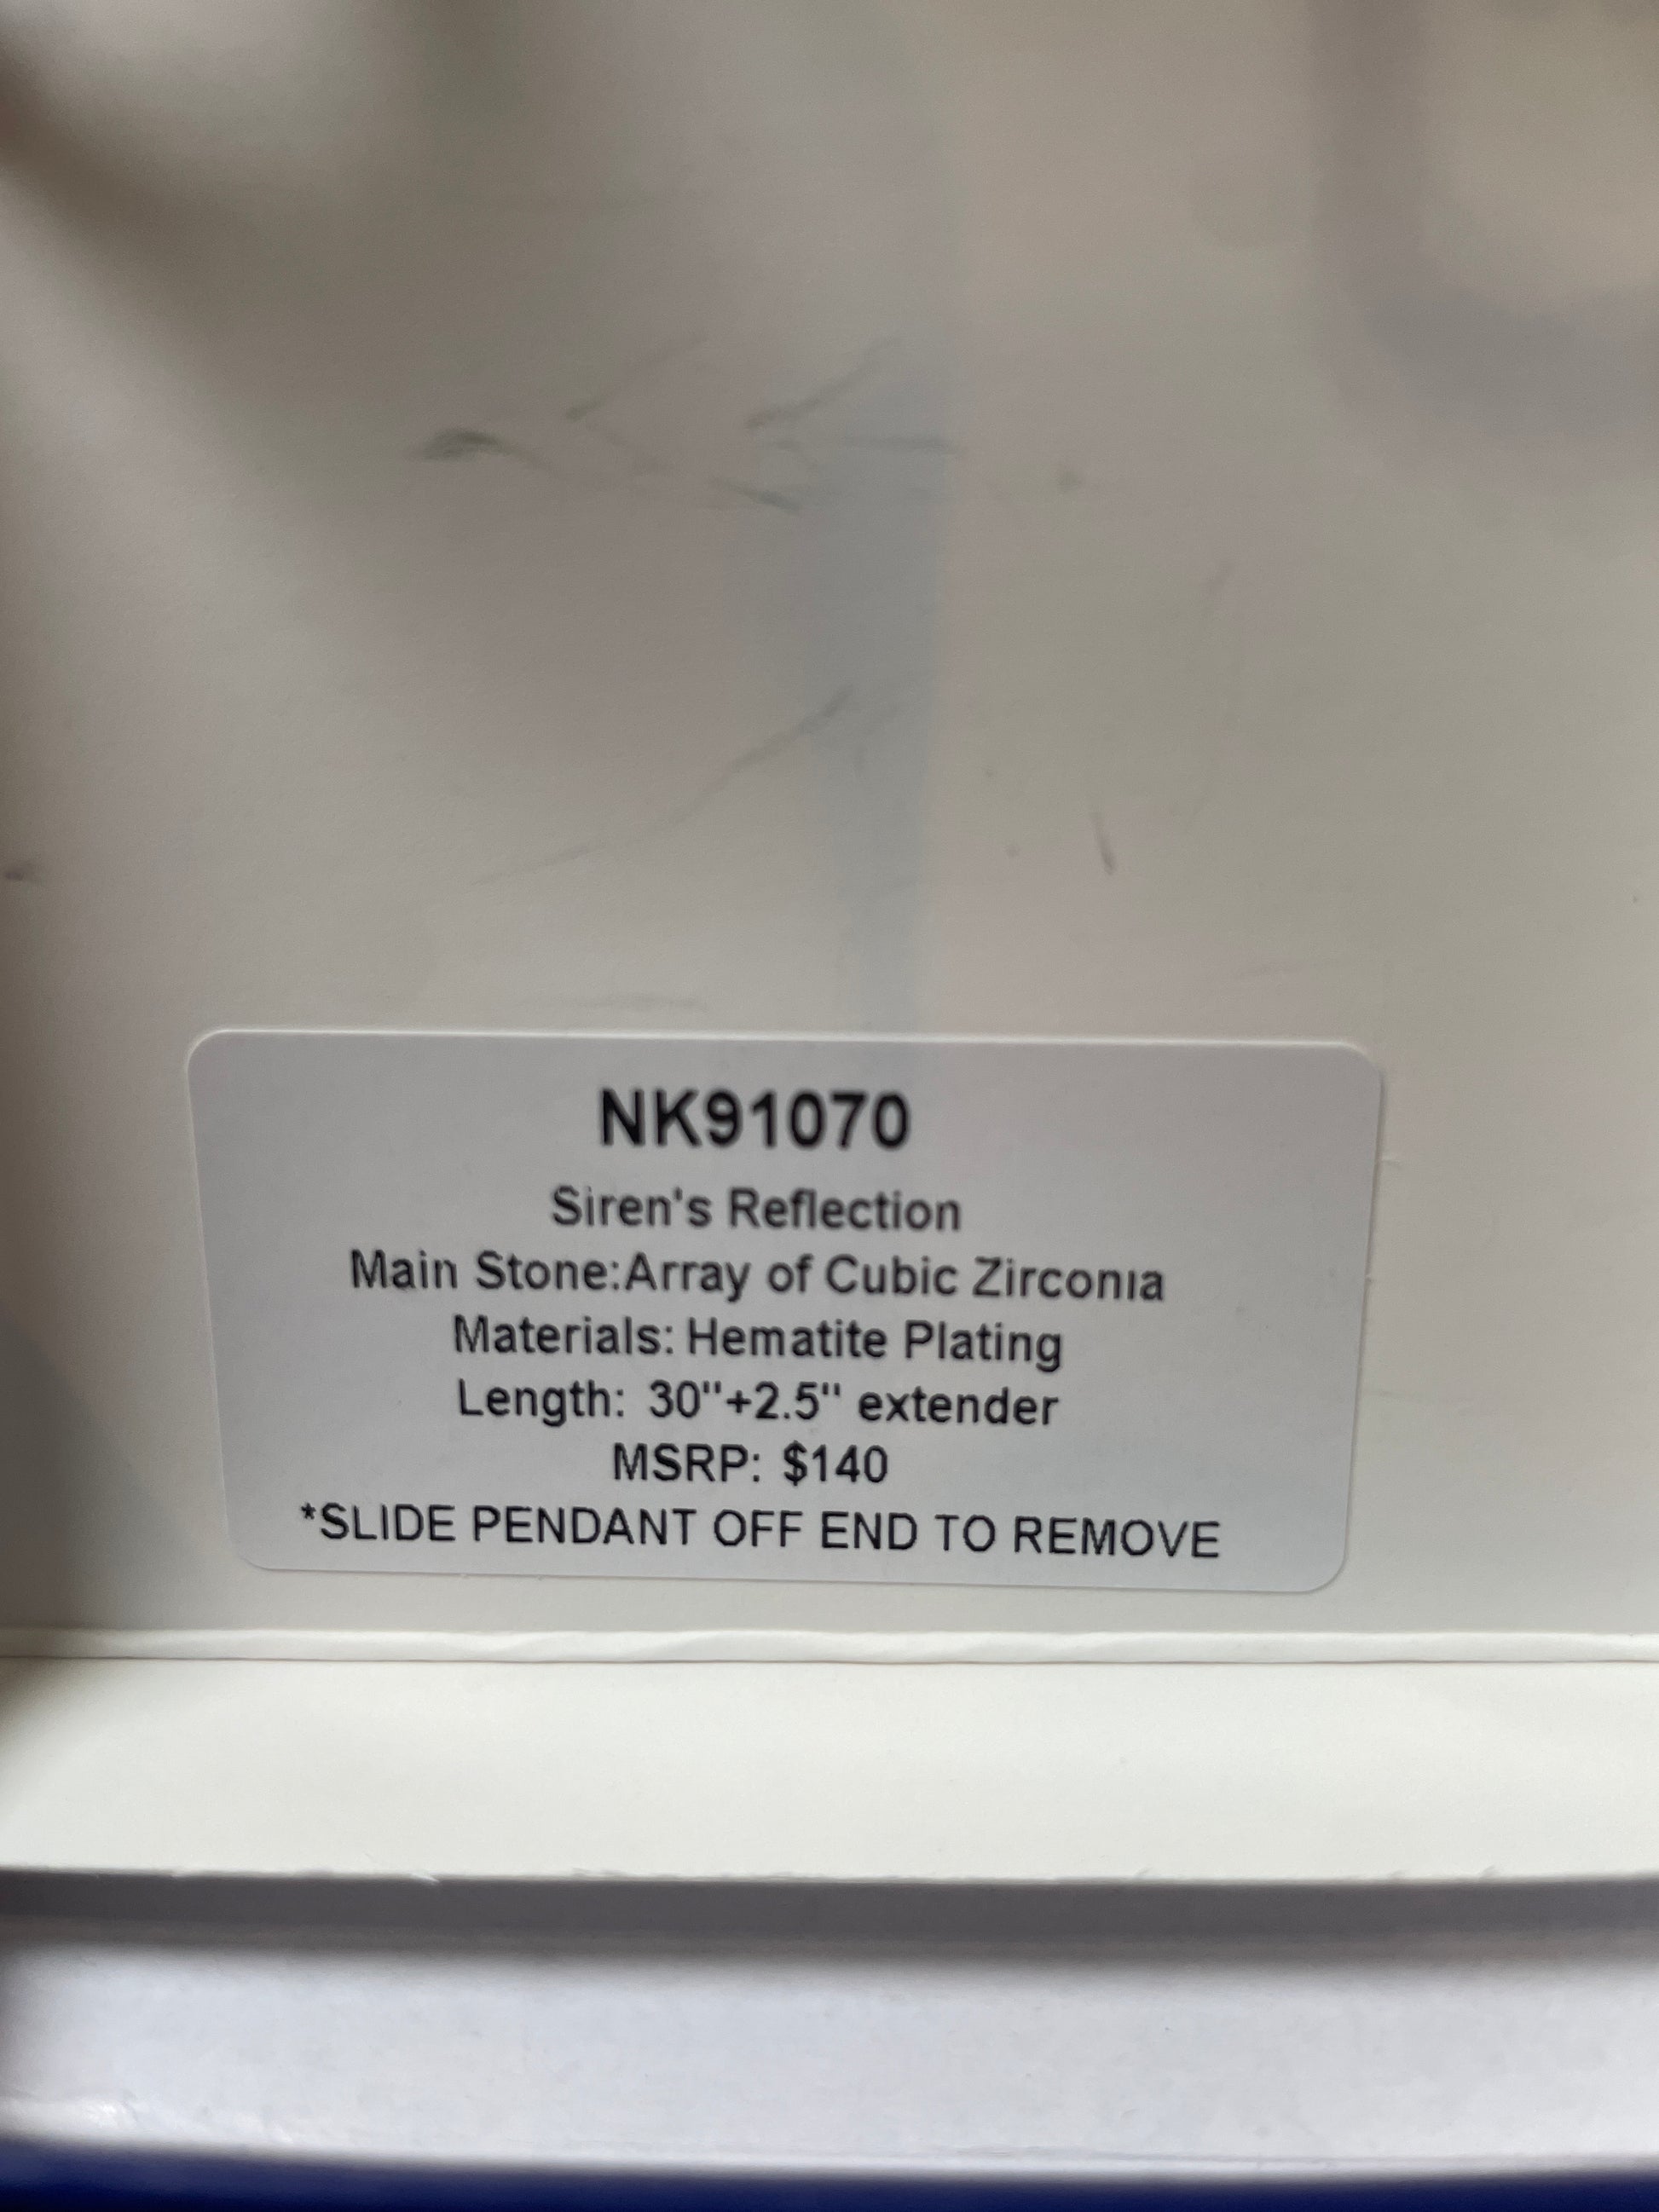 NK91070
Siren's Reflection
Main Stone:Array of Cubic Zirconia
Materials: Hematite Plating
Length: 30"+2.5" extender
MSRP: $140
*SLIDE PENDANT OFF END TO REMOVE